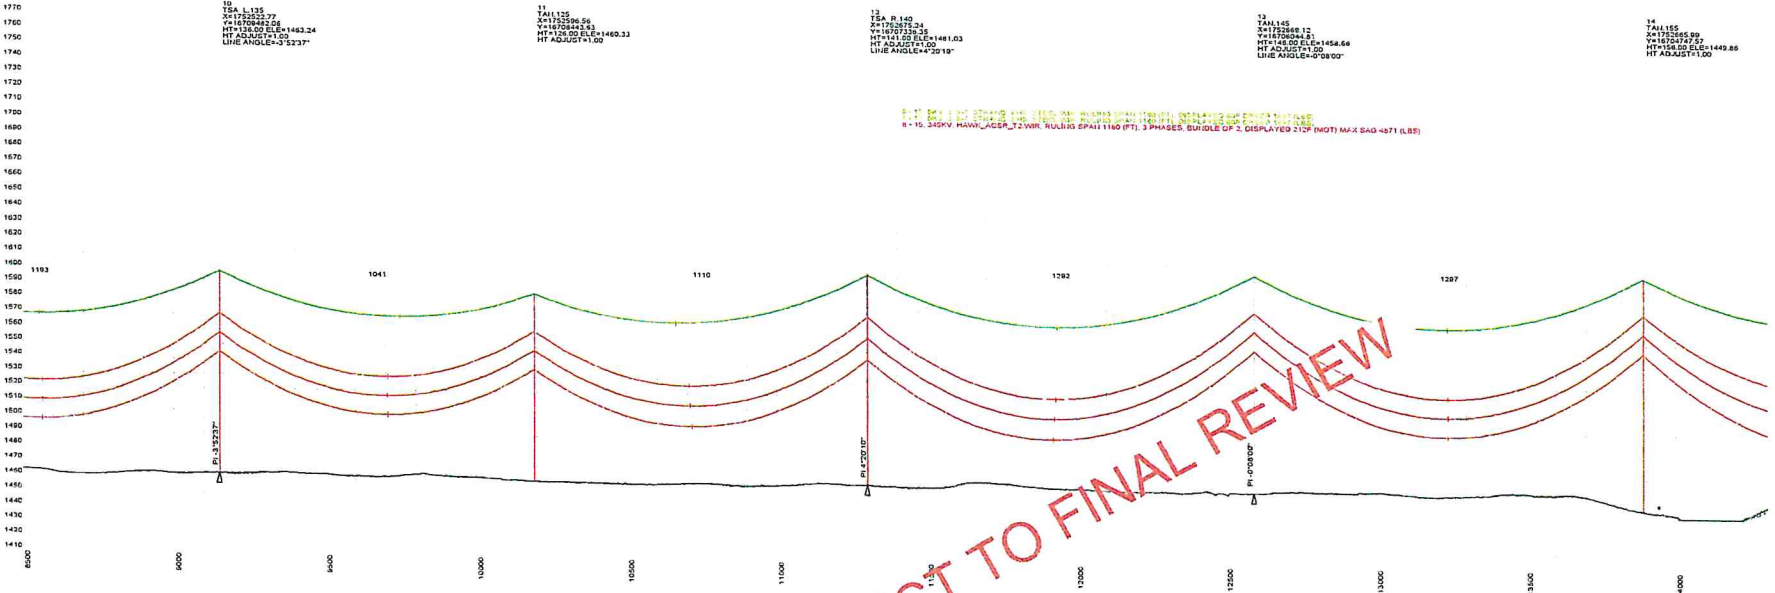 1770
1760
1750
1740
1730
1720
1710
1700
1690
1680
1670
1660
1650
1640
1630
1620
1610
1600
1590
1580
1570
1560
1550
1540
1530
1520
1510
1500
1490
1480
1470
1460
1450
1440
1430
1420
1410
10
TSA_L.135
X=1752522.77
Y=16709482.08
HT=136.00 ELE=1463.24
HT ADJUST=1.00
LINE ANGLE=-3°52'37"
11
TAN.125
X=1752596.56
Y=16708443.63
HT=126.00 ELE=1460.33
HT ADJUST=1.00
12
TSA_R.140
X=1752675.24
Y=16707336.35
HT=141.00 ELE=1461.03
HT ADJUST=1.00
LINE ANGLE=4°20'10"
13
TAN.145
X=1752669.12
Y=16706044.81
HT=146.00 ELE=1458.66
HT ADJUST=1.00
LINE ANGLE=-0°08'00"
14
TAN.155
X=1752665.99
Y=16704747.57
HT=156.00 ELE=1449.86
HT ADJUST=1.00
8 - 15, 345KV, HAWK_ACSR_T2.WIR, RULING SPAN 1180 (FT), 3 PHASES, BUNDLE OF 2, DISPLAYED 212F (MOT) MAX SAG 4871 (LBS)
1193
1041
1110
1292
1297
PI -3°52'37"
PI 4°20'10"
PI -0°08'00"
CT TO FINAL REVIEW
8500
9000
9500
10000
10500
11000
12000
12500
13000
13500